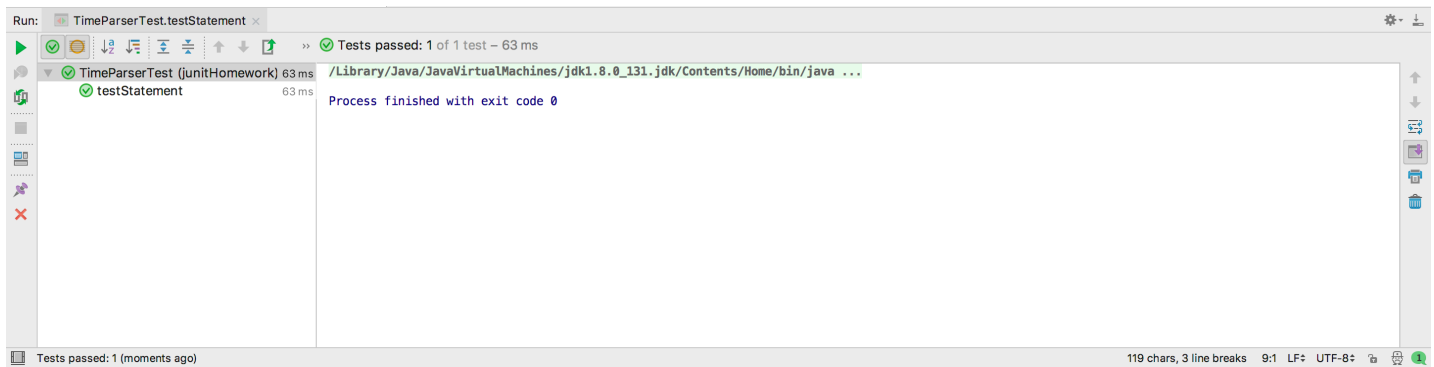 Run: TimeParserTest.testStatement
Tests passed: 1 of 1 test – 63 ms
TimeParserTest (junitHomework) 63 ms
testStatement 63 ms
/Library/Java/JavaVirtualMachines/jdk1.8.0_131.jdk/Contents/Home/bin/java ...
Process finished with exit code 0
Tests passed: 1 (moments ago)
119 chars, 3 line breaks 9:1 LF UTF-8 1